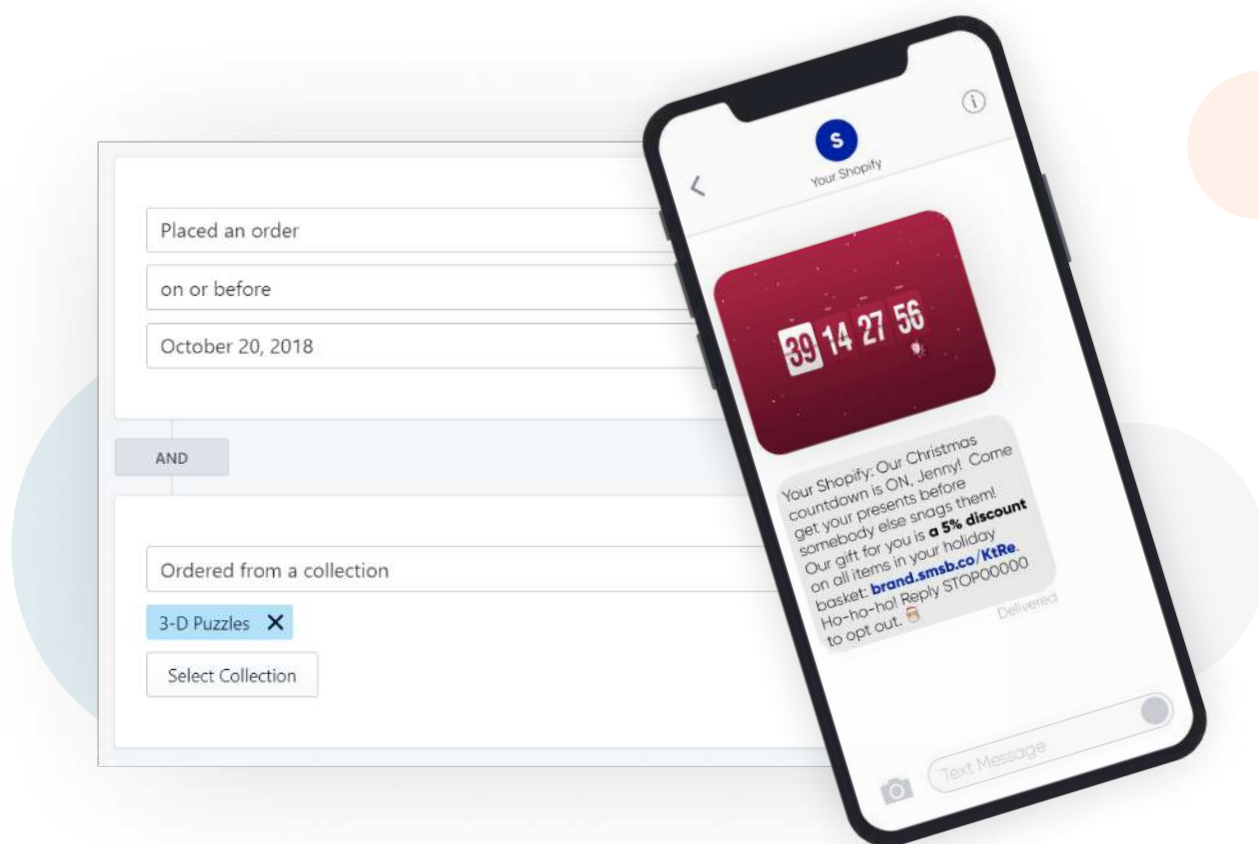 Placed an order
on or before
October 20, 2018
AND
Ordered from a collection
3-D Puzzles X
Select Collection
S
Your Shopify
39 14 27 56
Your Shopify: Our Christmas
countdown is ON, Jenny! Come
get your presents before
somebody else snags them!
Our gift for you is a 5% discount
on all items in your holiday
basket: brand.smsb.co/KtRe.
Ho-ho-ho! Reply STOP00000
to opt out. 🎅
Delivered
Text Message